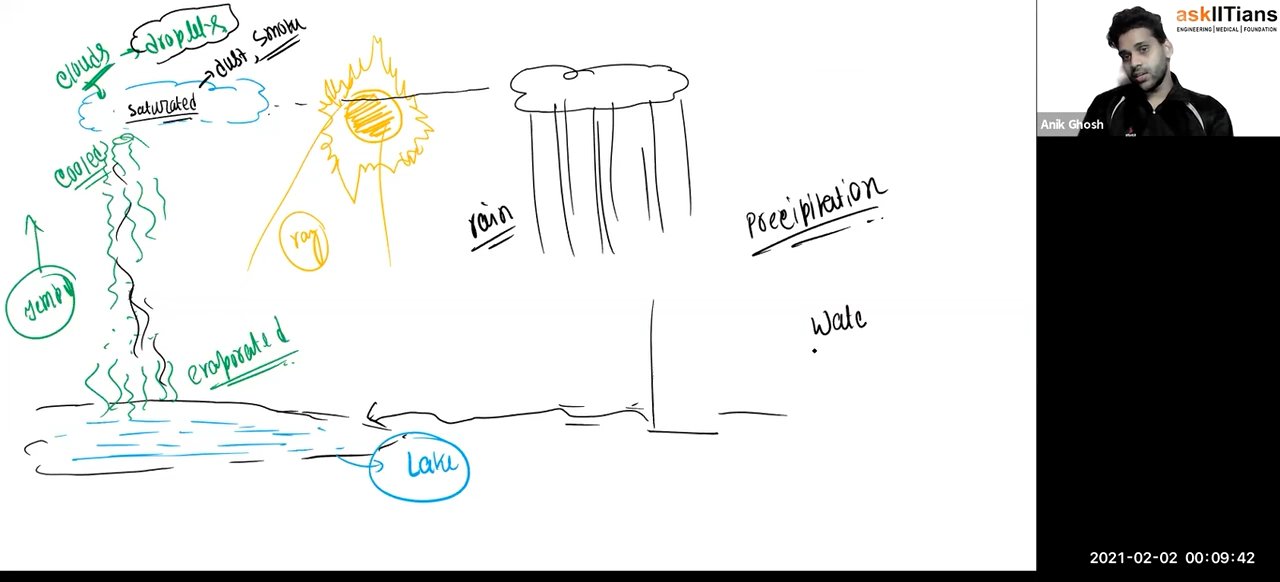 clouds → droplets
dust, smoke
saturated
cooled
ray
rain
precipitation
Temp
evaporated
Wate
Lake
askIITians
ENGINEERING | MEDICAL | FOUNDATION
Anik Ghosh
2021-02-02 00:09:42